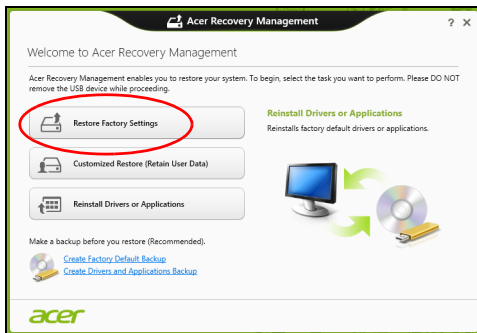 Acer Recovery Management
? X
Welcome to Acer Recovery Management
Acer Recovery Management enables you to restore your system. To begin, select the task you want to perform. Please DO NOT
remove the USB device while proceeding.
Restore Factory Settings
Customized Restore (Retain User Data)
Reinstall Drivers or Applications
Reinstall Drivers or Applications
Reinstalls factory default drivers or applications.
Make a backup before you restore (Recommended).
Create Factory Default Backup
Create Drivers and Applications Backup
acer